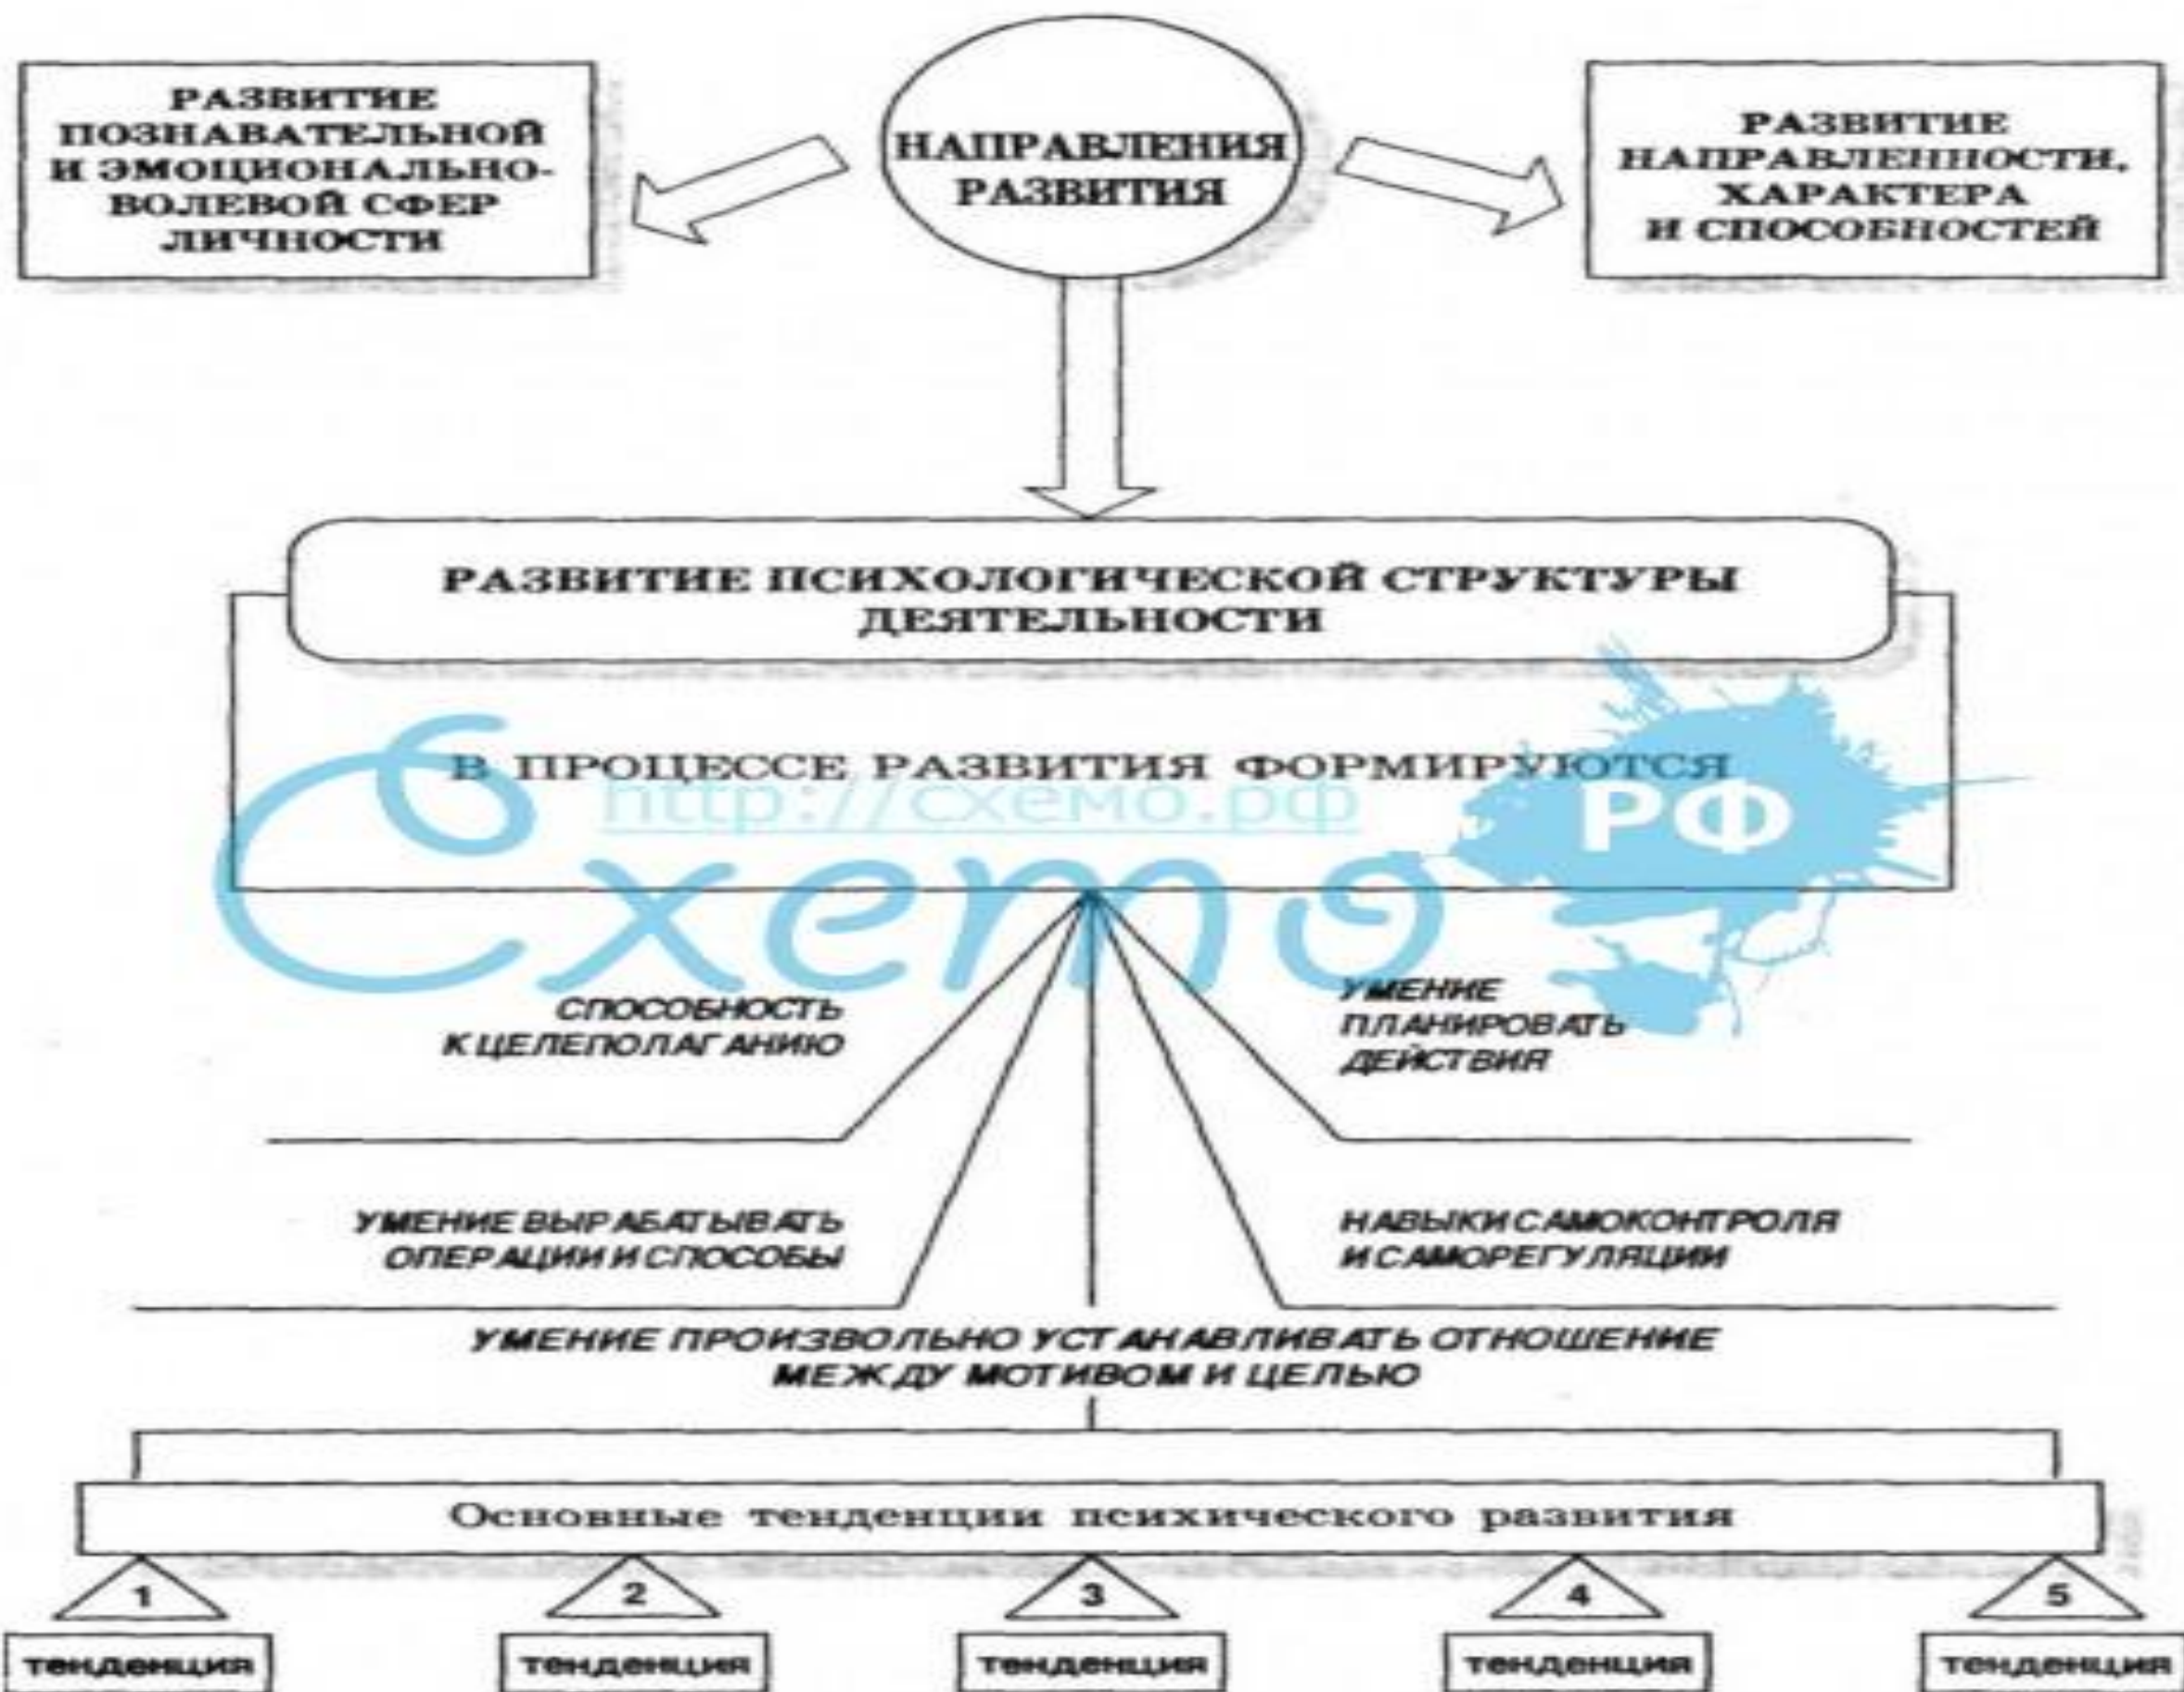 НАПРАВЛЕНИЯ
РАЗВИТИЯ
РАЗВИТИЕ
ПОЗНАВАТЕЛЬНОЙ
И ЭМОЦИОНАЛЬНО-
ВОЛЕВОЙ СФЕР
ЛИЧНОСТИ
РАЗВИТИЕ
НАПРАВЛЕННОСТИ,
ХАРАКТЕРА
И СПОСОБНОСТЕЙ
РАЗВИТИЕ ПСИХОЛОГИЧЕСКОЙ СТРУКТУРЫ
ДЕЯТЕЛЬНОСТИ
В ПРОЦЕССЕ РАЗВИТИЯ ФОРМИРУЮТСЯ
http://схемо.рф
Схемо
РФ
СПОСОБНОСТЬ
К ЦЕЛЕПОЛАГАНИЮ
УМЕНИЕ
ПЛАНИРОВАТЬ
ДЕЙСТВИЯ
УМЕНИЕ ВЫРАБАТЫВАТЬ
ОПЕРАЦИИ И СПОСОБЫ
НАВЫКИ САМОКОНТРОЛЯ
И САМОРЕГУЛЯЦИИ
УМЕНИЕ ПРОИЗВОЛЬНО УСТАНАВЛИВАТЬ ОТНОШЕНИЕ
МЕЖДУ МОТИВОМ И ЦЕЛЬЮ
Основные тенденции психического развития
1
2
3
4
5
тенденция
тенденция
тенденция
тенденция
тенденция